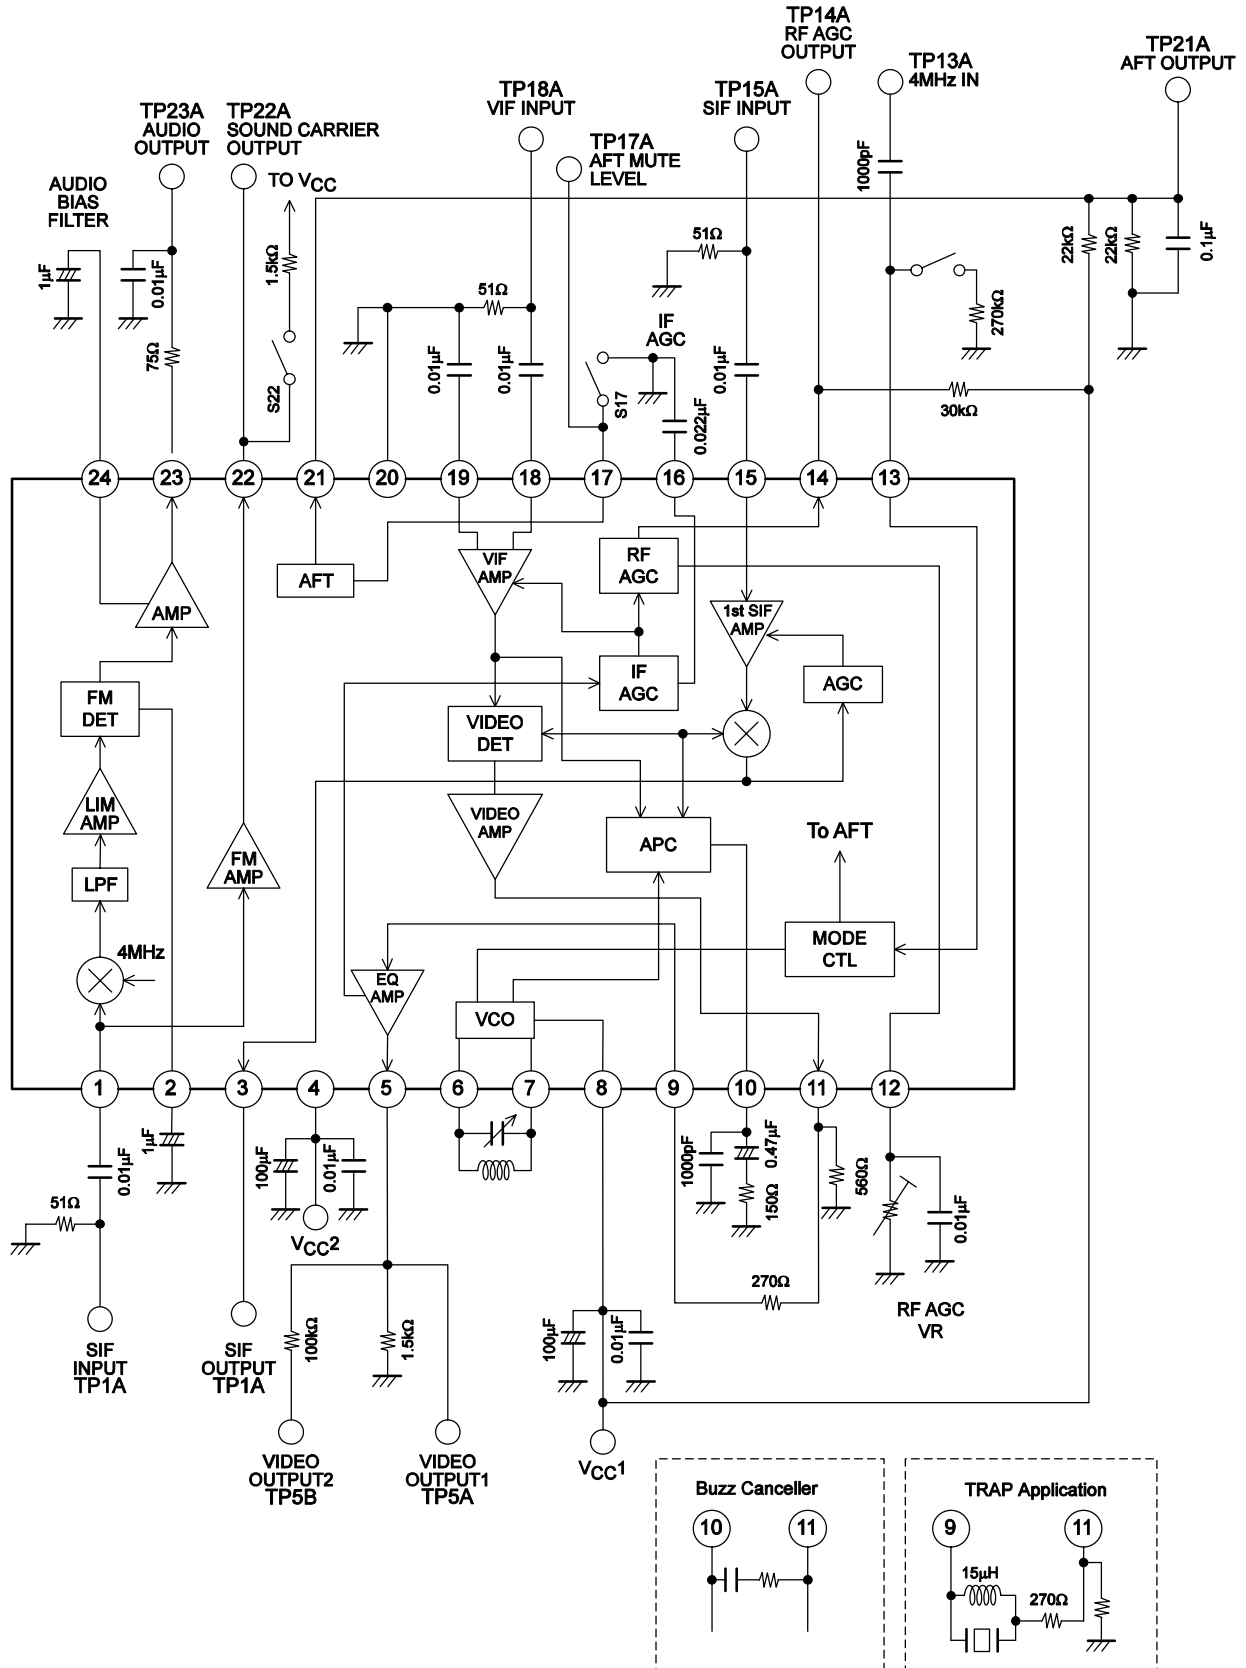 TP14A
RF AGC
OUTPUT
TP13A
4MHz IN
TP21A
AFT OUTPUT
TP23A
AUDIO
OUTPUT
TP22A
SOUND CARRIER
OUTPUT
TP18A
VIF INPUT
TP17A
AFT MUTE
LEVEL
TP15A
SIF INPUT
1000pF
AUDIO
BIAS
FILTER
TO VCC
1µF
0.01µF
1.5kΩ
51Ω
22kΩ
22kΩ
0.1µF
51Ω
IF
AGC
270kΩ
75Ω
S22
0.01µF
0.01µF
S17
0.022µF
0.01µF
30kΩ
24
23
22
21
20
19
18
17
16
15
14
13
AFT
VIF
AMP
RF
AGC
1st SIF
AMP
AMP
IF
AGC
AGC
FM
DET
VIDEO
DET
LIM
AMP
VIDEO
AMP
APC
To AFT
FM
AMP
LPF
MODE
CTL
4MHz
EQ
AMP
VCO
1
2
3
4
5
6
7
8
9
10
11
12
0.01µF
1µF
100µF
0.01µF
1000pF
0.47µF
150Ω
560Ω
0.01µF
51Ω
VCC2
270Ω
RF AGC
VR
100kΩ
1.5kΩ
100µF
0.01µF
SIF
INPUT
TP1A
SIF
OUTPUT
TP1A
VIDEO
OUTPUT2
TP5B
VIDEO
OUTPUT1
TP5A
VCC1
Buzz Canceller
10
11
TRAP Application
9
11
15µH
270Ω